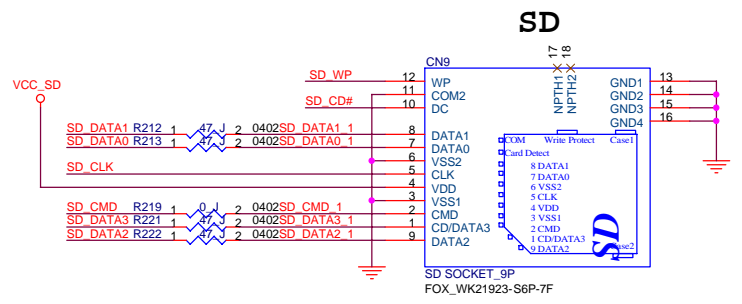 SD
CN9
17
18
NPTH1
NPTH2
VCC_SD
SD_WP 12 WP GND1 13
11 COM2 GND2 14
SD_CD# 10 DC GND3 15
GND4 16
SD_DATA1 R212 1 47_J 2 0402 SD_DATA1_1 8 DATA1
SD_DATA0 R213 1 47_J 2 0402 SD_DATA0_1 7 DATA0
6 VSS2
SD_CLK 5 CLK
4 VDD
3 VSS1
SD_CMD R219 1 0_J 2 0402 SD_CMD_1 2 CMD
SD_DATA3 R221 1 47_J 2 0402 SD_DATA3_1 1 CD/DATA3
SD_DATA2 R222 1 47_J 2 0402 SD_DATA2_1 9 DATA2
COM Write Protect Case1
Card Detect
8 DATA1
7 DATA0
6 VSS2
5 CLK
4 VDD
3 VSS1
2 CMD
1 CD/DATA3
9 DATA2
SD
Case2
SD SOCKET_9P
FOX_WK21923-S6P-7F